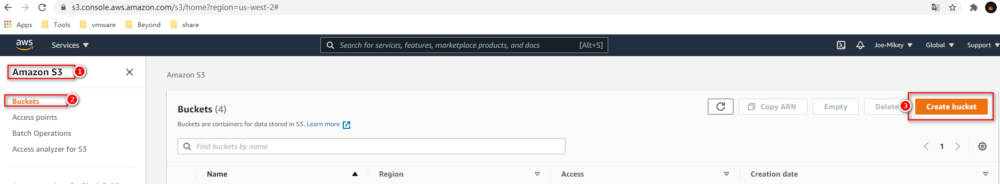 s3.console.aws.amazon.com/s3/home?region=us-west-2#
Apps Tools vmware Beyond share
aws Services Search for services, features, marketplace products, and docs [Alt+S] Joe-Mikey Global Support
Amazon S3 1
Buckets 2
Access points
Batch Operations
Access analyzer for S3
Amazon S3
Buckets (4) Copy ARN Empty Delete 3 Create bucket
Buckets are containers for data stored in S3. Learn more
Find buckets by name 1
Name Region Access Creation date